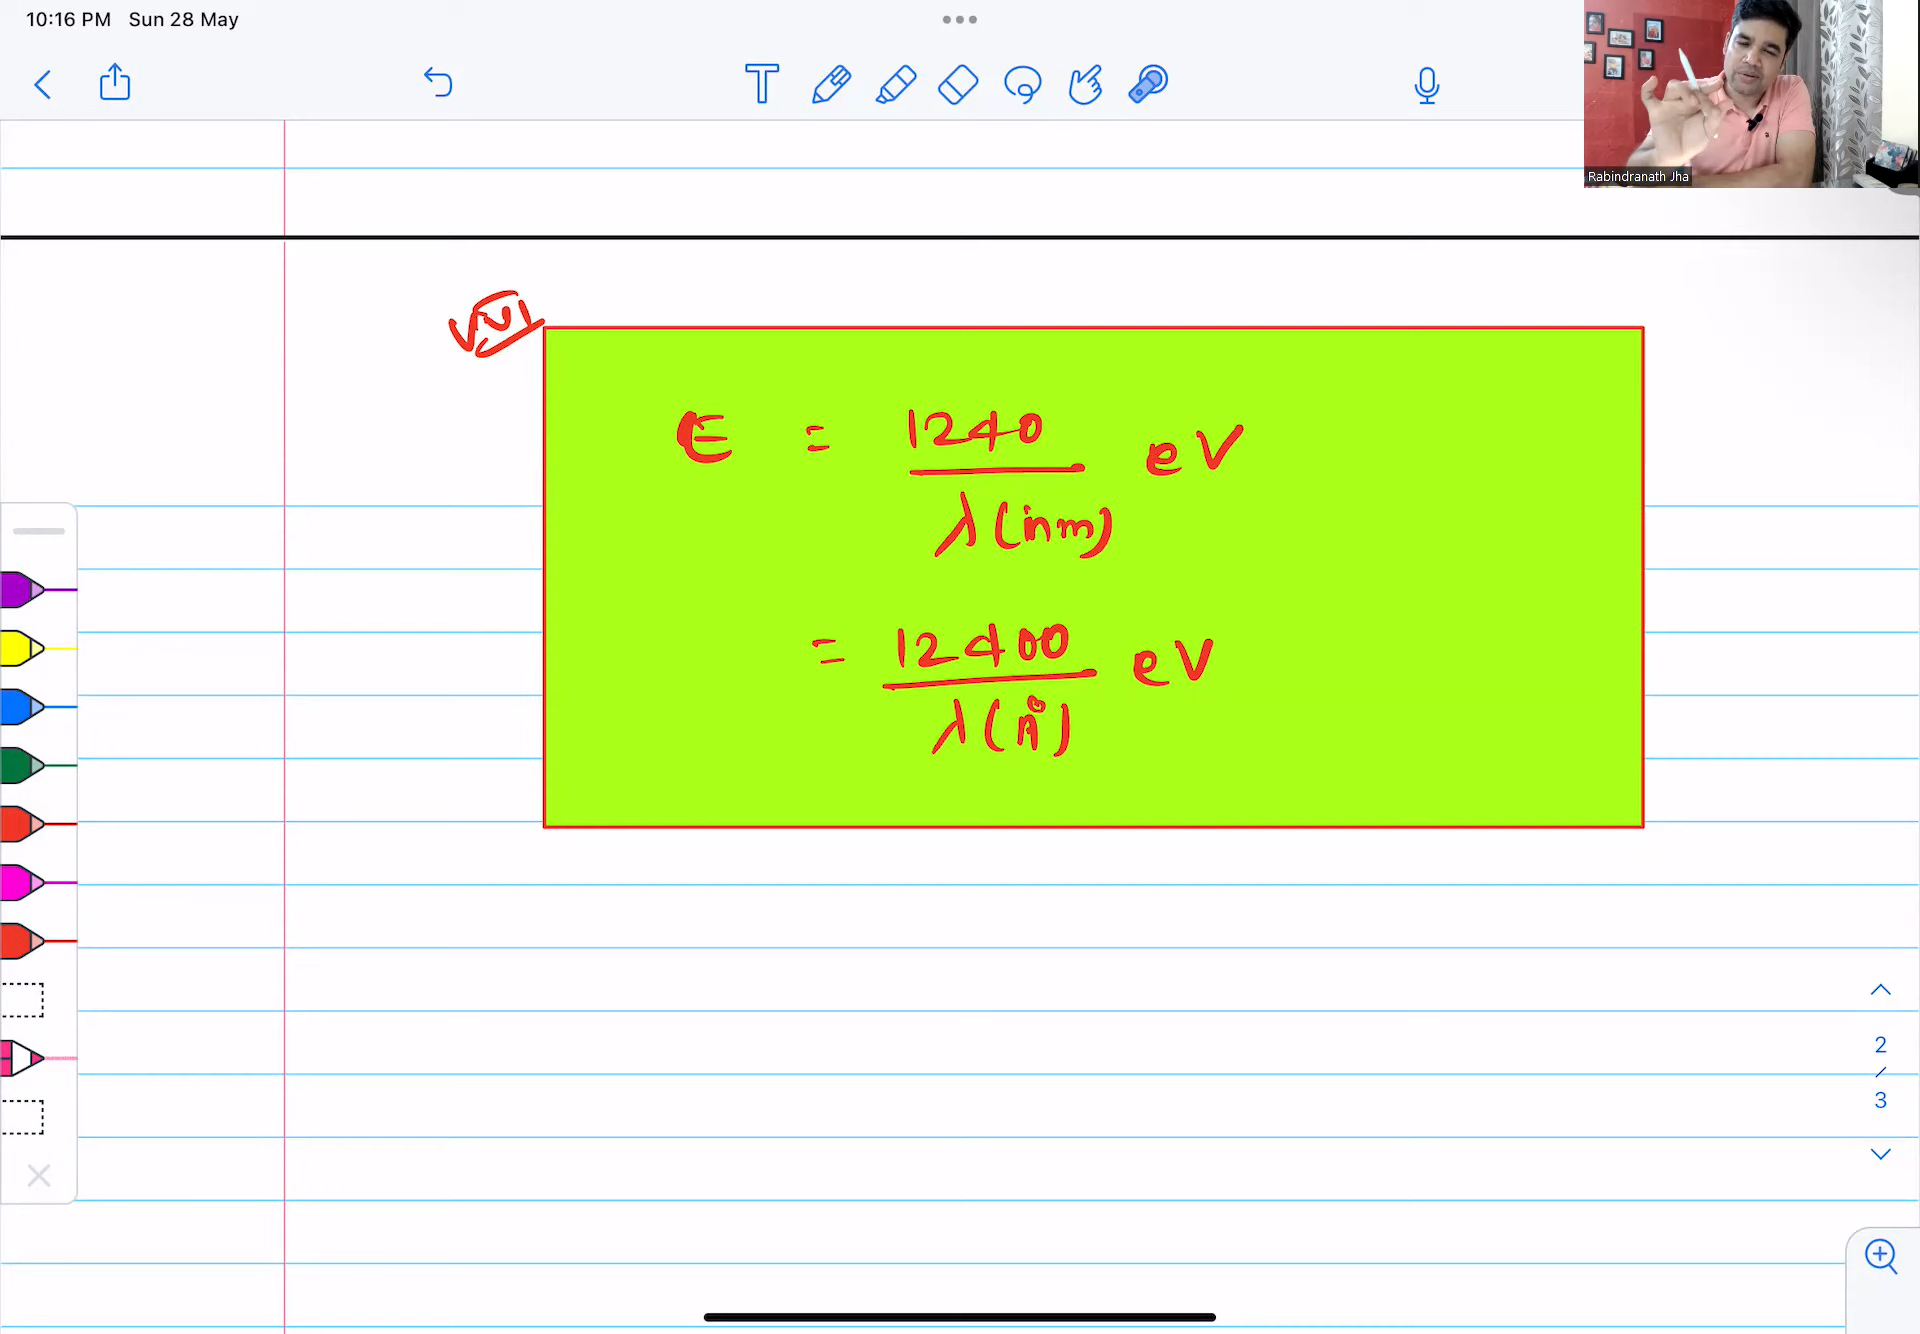 10:16 PM Sun 28 May
Rabindranath Jha
VVI
E = 1240 / λ(nm) eV
= 12400 / λ(Å) eV
2
/
3